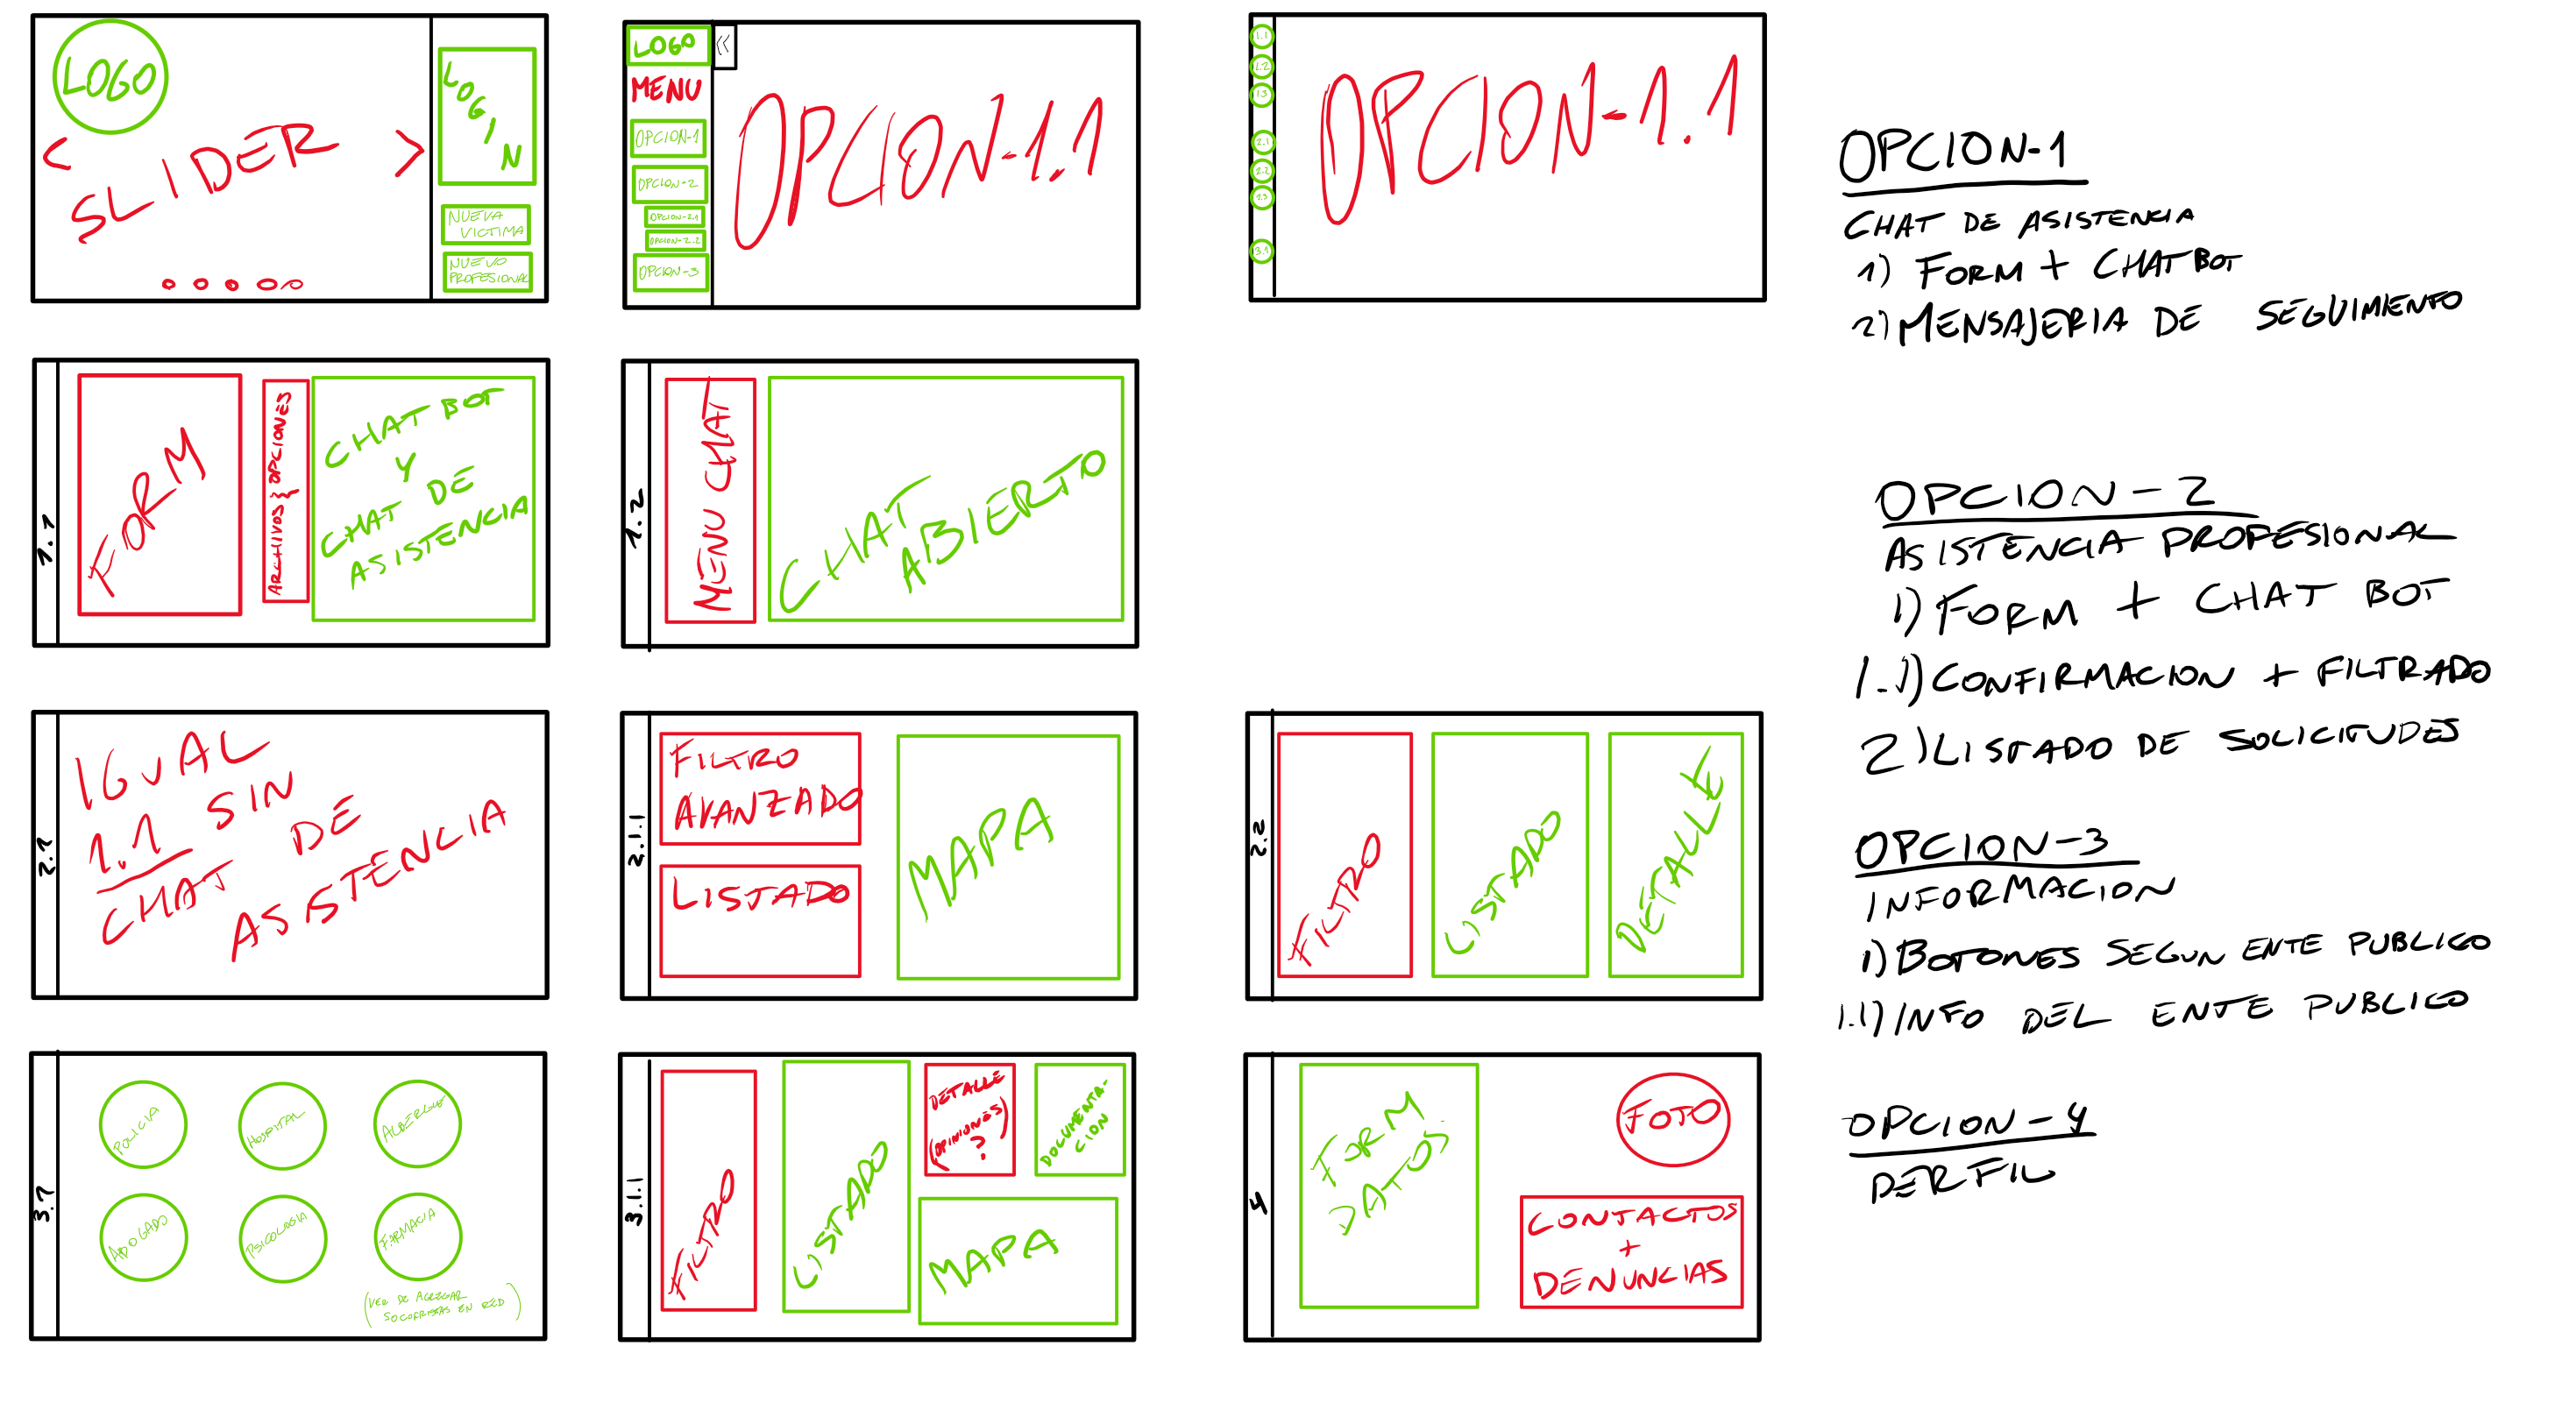 LOGO
< SLIDER >
LOGIN
NUEVA
VICTIMA
NUEVO
PROFESIONAL
LOGO
<<
MENU
OPCION-1
OPCION-2
OPCION-2.1
OPCION-2.2
OPCION-3
OPCION-1.1
1.1
1.2
1.3
2.1
2.2
2.3
3.1
OPCION-1.1
OPCION-1
CHAT DE ASISTENCIA
1) FORM + CHATBOT
2) MENSAJERIA DE SEGUIMIENTO
1.1
FORM
ARCHIVOS } OPCIONES
CHAT BOT
Y
CHAT DE
ASISTENCIA
1.2
MENU CHAT
CHAT
ABIERTO
OPCION-2
ASISTENCIA PROFESIONAL
1) FORM + CHAT BOT
1.1) CONFIRMACION + FILTRADO
2) LISTADO DE SOLICITUDES
2.1
IGUAL
1.1 SIN
CHAT DE
ASISTENCIA
2.1.1
FILTRO
AVANZADO
LISTADO
MAPA
2.2
FILTRO
LISTADO
DETALLE
OPCION-3
INFORMACION
1) BOTONES SEGUN ENTE PUBLICO
1.1) INFO DEL ENTE PUBLICO
3.1
POLICIA
HOSPITAL
ALBERGUE
ABOGADO
PSICOLOGIA
FARMACIA
(VER DE AGREGAR
SOCORRISTAS EN RED)
3.1.1
FILTRO
LISTADO
DETALLE
(OPINIONES)
?
DOCUMENTA-
CION
MAPA
4
FORM
DATOS
FOTO
CONTACTOS
+
DENUNCIAS
OPCION-4
PERFIL